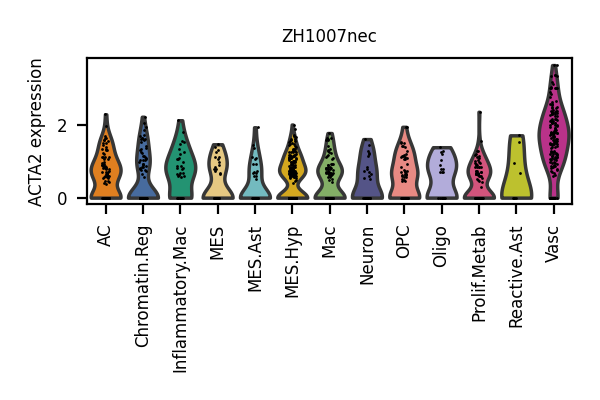 ZH1007nec
ACTA2 expression
2
0
AC
Chromatin.Reg
Inflammatory.Mac
MES
MES.Ast
MES.Hyp
Mac
Neuron
OPC
Oligo
Prolif.Metab
Reactive.Ast
Vasc